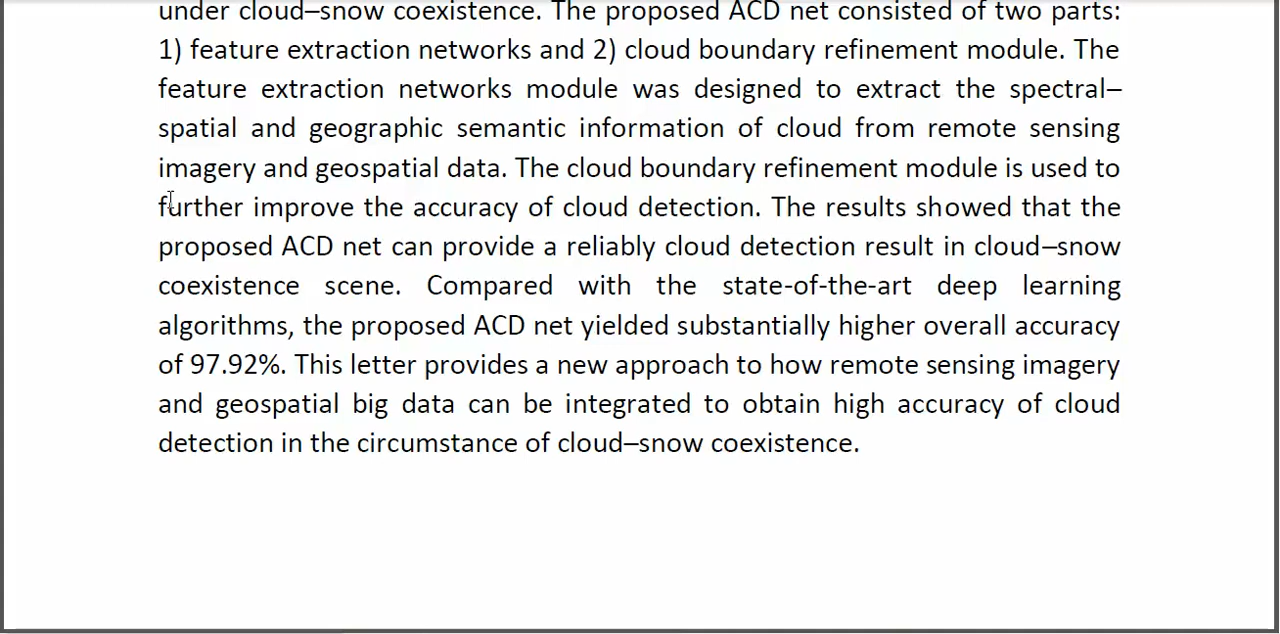 under cloud–snow coexistence. The proposed ACD net consisted of two parts:
1) feature extraction networks and 2) cloud boundary refinement module. The
feature extraction networks module was designed to extract the spectral–
spatial and geographic semantic information of cloud from remote sensing
imagery and geospatial data. The cloud boundary refinement module is used to
further improve the accuracy of cloud detection. The results showed that the
proposed ACD net can provide a reliably cloud detection result in cloud–snow
coexistence scene. Compared with the state-of-the-art deep learning
algorithms, the proposed ACD net yielded substantially higher overall accuracy
of 97.92%. This letter provides a new approach to how remote sensing imagery
and geospatial big data can be integrated to obtain high accuracy of cloud
detection in the circumstance of cloud–snow coexistence.